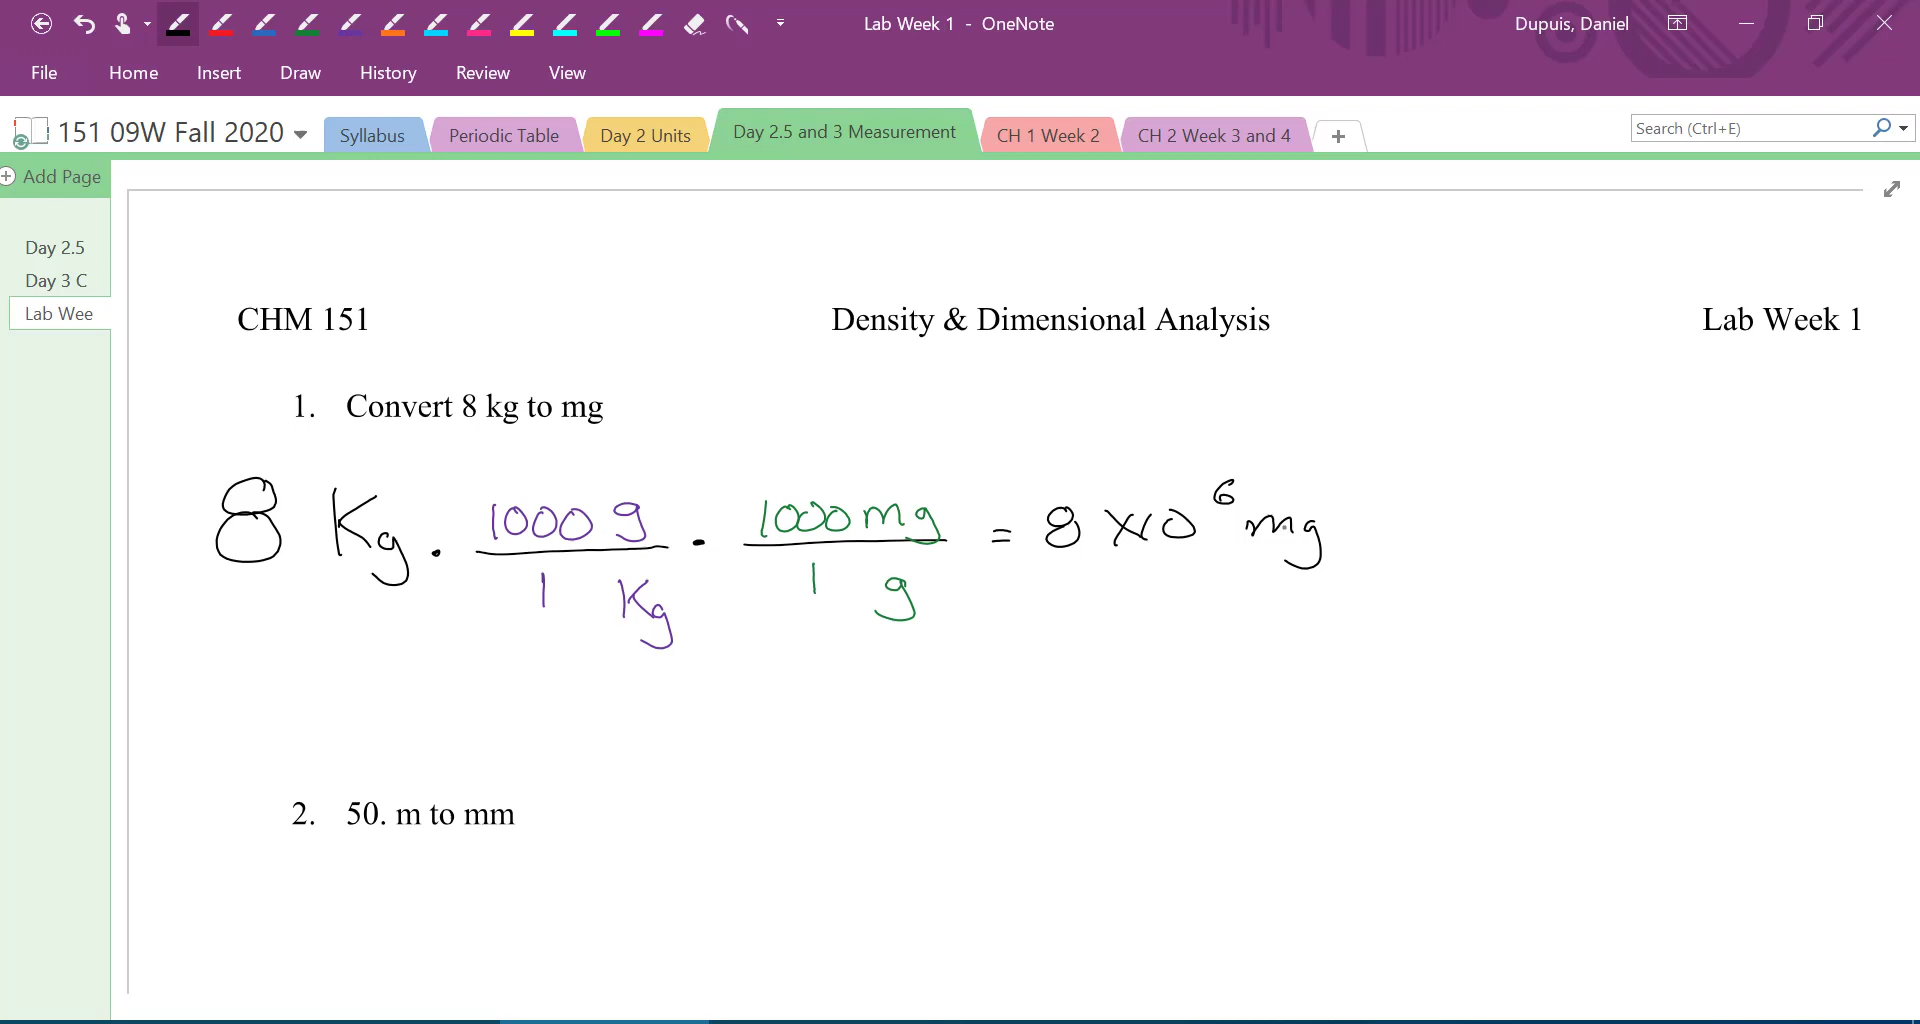 Lab Week 1 - OneNote
Dupuis, Daniel
File Home Insert Draw History Review View
151 09W Fall 2020
Syllabus Periodic Table Day 2 Units Day 2.5 and 3 Measurement CH 1 Week 2 CH 2 Week 3 and 4 +
Search (Ctrl+E)
Add Page
Day 2.5
Day 3 C
Lab Wee
CHM 151 Density & Dimensional Analysis Lab Week 1
1. Convert 8 kg to mg
8 Kg · 1000 g / 1 Kg · 1000 mg / 1 g = 8 x10^6 mg
2. 50. m to mm